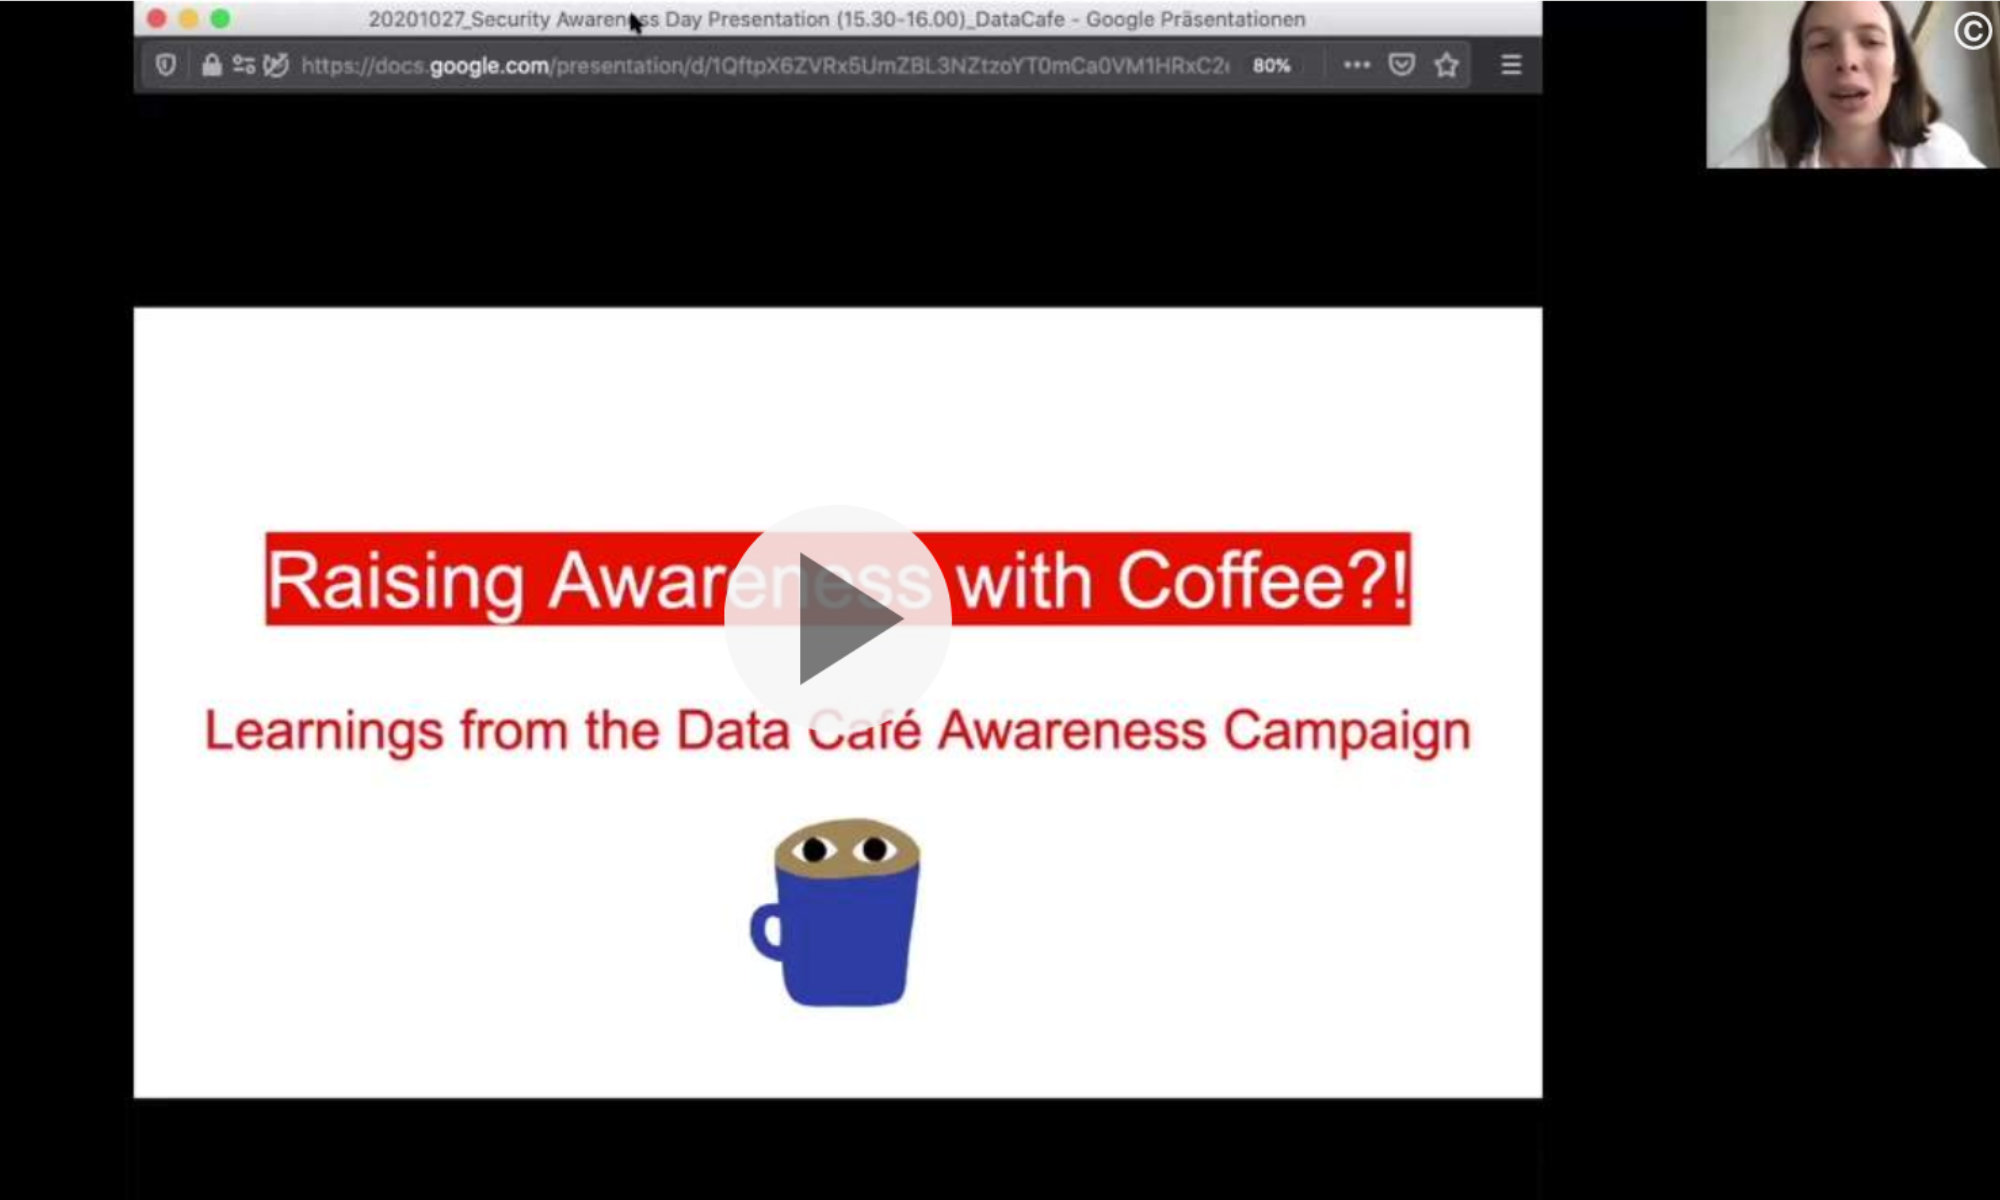 20201027_Security Awareness Day Presentation (15.30-16.00)_DataCafe - Google Präsentationen
https://docs.google.com/presentation/d/1QftpX6ZVRx5UmZBL3NZtzoYT0mCa0VM1HRxC2 80%
©
Raising Awareness with Coffee?!
Learnings from the Data Café Awareness Campaign